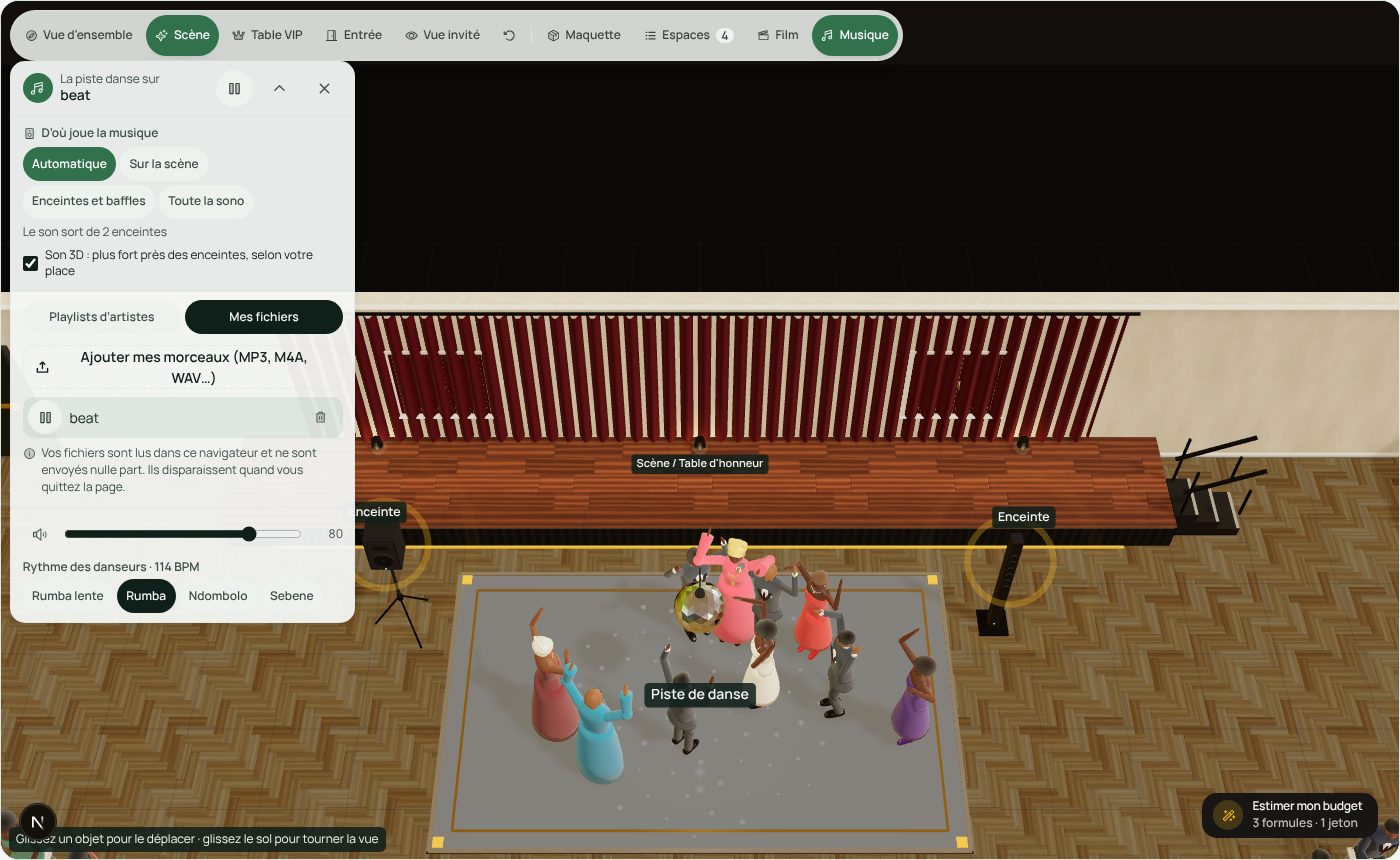 Vue d'ensemble
Scène
Table VIP
Entrée
Vue invité
Maquette
Espaces 4
Film
Musique
La piste danse sur
beat
D'où joue la musique
Automatique
Sur la scène
Enceintes et baffles
Toute la sono
Le son sort de 2 enceintes
Son 3D : plus fort près des enceintes, selon votre
place
Playlists d'artistes
Mes fichiers
Ajouter mes morceaux (MP3, M4A,
WAV…)
beat
Vos fichiers sont lus dans ce navigateur et ne sont
envoyés nulle part. Ils disparaissent quand vous
quittez la page.
80
Rythme des danseurs · 114 BPM
Rumba lente
Rumba
Ndombolo
Sebene
Scène / Table d'honneur
Enceinte
Enceinte
Piste de danse
N
Glissez un objet pour le déplacer · glissez le sol pour tourner la vue
Estimer mon budget
3 formules · 1 jeton